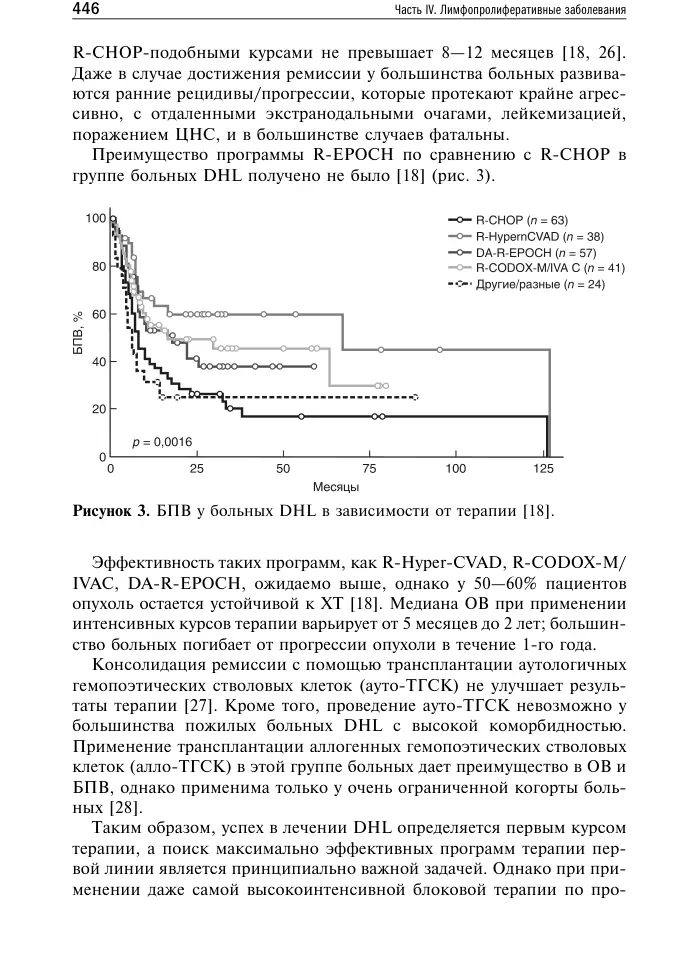 446
Часть IV. Лимфопролиферативные заболевания
R-CHOP-подобными курсами не превышает 8—12 месяцев [18, 26].
Даже в случае достижения ремиссии у большинства больных развива-
ются ранние рецидивы/прогрессии, которые протекают крайне агрес-
сивно, с отдаленными экстранодальными очагами, лейкемизацией,
поражением ЦНС, и в большинстве случаев фатальны.
Преимущество программы R-EPOCH по сравнению с R-CHOP в
группе больных DHL получено не было [18] (рис. 3).
100
80
60
40
20
0
БПВ, %
R-CHOP (n = 63)
R-HypernCVAD (n = 38)
DA-R-EPOCH (n = 57)
R-CODOX-M/IVA C (n = 41)
Другие/разные (n = 24)
p = 0,0016
0 25 50 75 100 125
Месяцы
Рисунок 3. БПВ у больных DHL в зависимости от терапии [18].
Эффективность таких программ, как R-Hyper-CVAD, R-CODOX-M/
IVAC, DA-R-EPOCH, ожидаемо выше, однако у 50—60% пациентов
опухоль остается устойчивой к ХТ [18]. Медиана ОВ при применении
интенсивных курсов терапии варьирует от 5 месяцев до 2 лет; большин-
ство больных погибает от прогрессии опухоли в течение 1-го года.
Консолидация ремиссии с помощью трансплантации аутологичных
гемопоэтических стволовых клеток (ауто-ТГСК) не улучшает резуль-
таты терапии [27]. Кроме того, проведение ауто-ТГСК невозможно у
большинства пожилых больных DHL с высокой коморбидностью.
Применение трансплантации аллогенных гемопоэтических стволовых
клеток (алло-ТГСК) в этой группе больных дает преимущество в ОВ и
БПВ, однако применима только у очень ограниченной когорты боль-
ных [28].
Таким образом, успех в лечении DHL определяется первым курсом
терапии, а поиск максимально эффективных программ терапии пер-
вой линии является принципиально важной задачей. Однако при при-
менении даже самой высокоинтенсивной блоковой терапии по про-